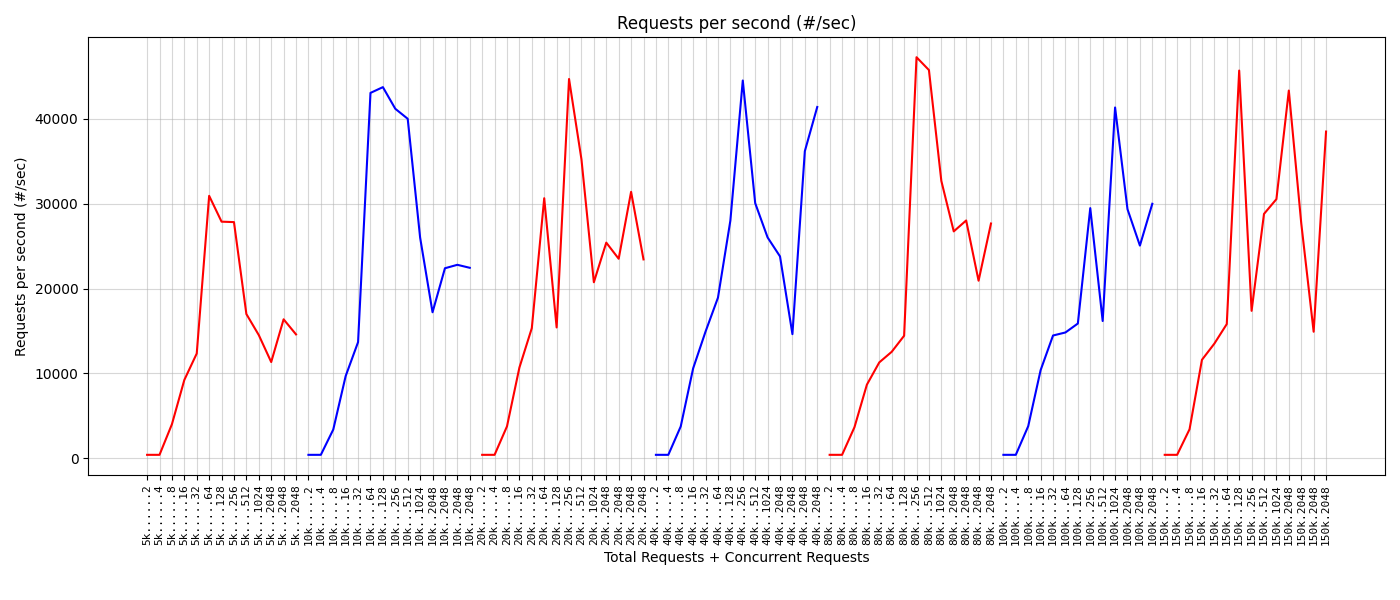 Requests per second (#/sec)
Requests per second (#/sec)
40000
30000
20000
10000
0
5k......2
5k......4
5k......8
5k.....16
5k.....32
5k.....64
5k....128
5k....256
5k....512
5k...1024
5k...2048
5k...2048
5k...2048
10k.....2
10k.....4
10k.....8
10k....16
10k....32
10k....64
10k...128
10k...256
10k...512
10k..1024
10k..2048
10k..2048
10k..2048
10k..2048
20k.....2
20k.....4
20k.....8
20k....16
20k....32
20k....64
20k...128
20k...256
20k...512
20k..1024
20k..2048
20k..2048
20k..2048
20k..2048
40k.....2
40k.....4
40k.....8
40k....16
40k....32
40k....64
40k...128
40k...256
40k...512
40k..1024
40k..2048
40k..2048
40k..2048
40k..2048
80k.....2
80k.....4
80k.....8
80k....16
80k....32
80k....64
80k...128
80k...256
80k...512
80k..1024
80k..2048
80k..2048
80k..2048
80k..2048
100k....2
100k....4
100k....8
100k...16
100k...32
100k...64
100k..128
100k..256
100k..512
100k.1024
100k.2048
100k.2048
100k.2048
150k....2
150k....4
150k....8
150k...16
150k...32
150k...64
150k..128
150k..256
150k..512
150k.1024
150k.2048
150k.2048
150k.2048
150k.2048
Total Requests + Concurrent Requests